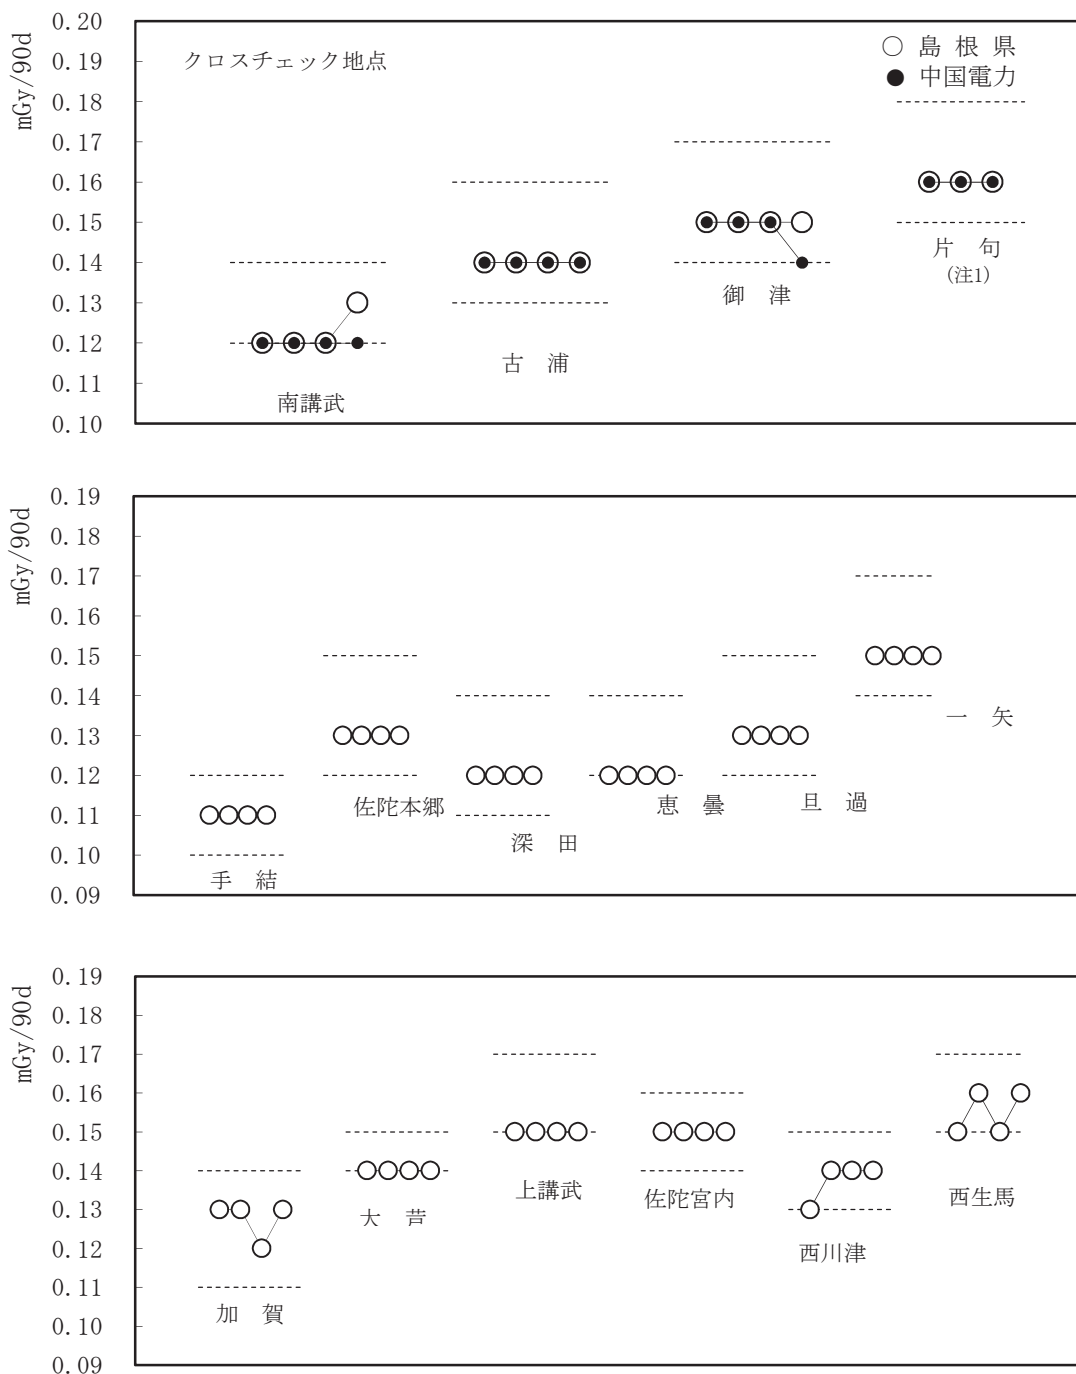 mGy/90d
0.20
0.19
0.18
0.17
0.16
0.15
0.14
0.13
0.12
0.11
0.10
クロスチェック地点
○ 島 根 県
● 中国電力
南講武
古 浦
御 津
片 句
(注1)
mGy/90d
0.19
0.18
0.17
0.16
0.15
0.14
0.13
0.12
0.11
0.10
0.09
手 結
佐陀本郷
深 田
恵 曇
旦 過
一 矢
mGy/90d
0.19
0.18
0.17
0.16
0.15
0.14
0.13
0.12
0.11
0.10
0.09
加 賀
大 芦
上講武
佐陀宮内
西川津
西生馬